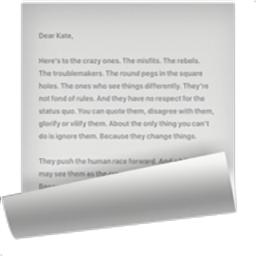 Dear Kate,
Here's to the crazy ones. The misfits. The rebels.
The troublemakers. The round pegs in the square
holes. The ones who see things differently. They're
not fond of rules. And they have no respect for the
status quo. You can quote them, disagree with them,
glorify or vilify them. About the only thing you can't
do is ignore them. Because they change things.
They push the human race forward. And
may see them as the